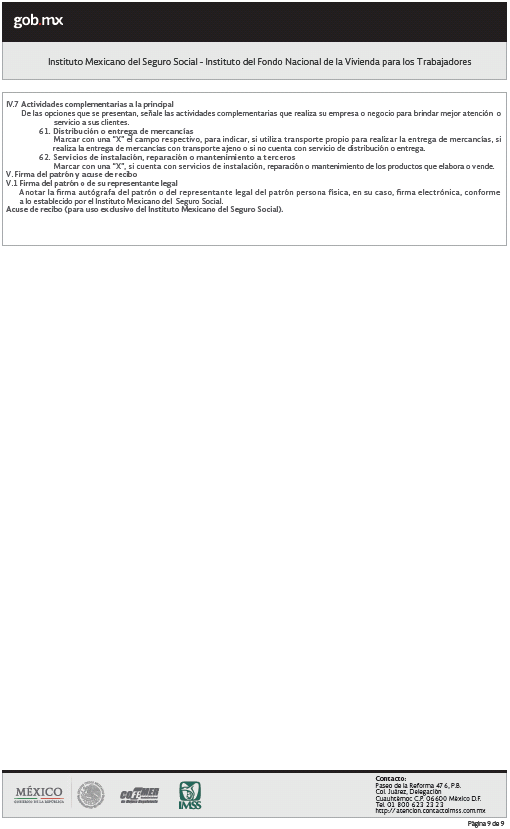 gob.mx
Instituto Mexicano del Seguro Social - Instituto del Fondo Nacional de la Vivienda para los Trabajadores
IV.7 Actividades complementarias a la principal
De las opciones que se presentan, señale las actividades complementarias que realiza su empresa o negocio para brindar mejor atención o
servicio a sus clientes.
61. Distribución o entrega de mercancías
Marcar con una "X" el campo respectivo, para indicar, si utiliza transporte propio para realizar la entrega de mercancías, si
realiza la entrega de mercancías con transporte ajeno o si no cuenta con servicio de distribución o entrega.
62. Servicios de instalación, reparación o mantenimiento a terceros
Marcar con una "X", si cuenta con servicios de instalación, reparación o mantenimiento de los productos que elabora o vende.
V. Firma del patrón y acuse de recibo
V.1 Firma del patrón o de su representante legal
Anotar la firma autógrafa del patrón o del representante legal del patrón persona física, en su caso, firma electrónica, conforme
a lo establecido por el Instituto Mexicano del Seguro Social.
Acuse de recibo (para uso exclusivo del Instituto Mexicano del Seguro Social).
MÉXICO
GOBIERNO DE LA REPÚBLICA
COFEMER
IMSS
Contacto:
Paseo de la Reforma 476, P.B.
Col. Juárez, Delegación
Cuauhtémoc C.P. 06600 México D.F.
Tel. 01 800 623 23 23
http://atencion.contactoimss.com.mx
Página 9 de 9